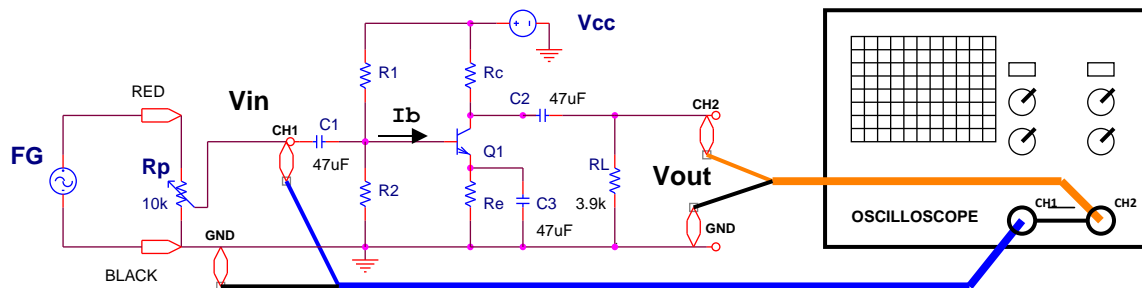 Vcc
R1
Rc
RED
Vin
Ib
C2
47uF
CH2
CH1
C1
FG
Rp
Q1
47uF
10k
R2
Re
C3
RL
Vout
3.9k
47uF
GND
GND
BLACK
OSCILLOSCOPE
CH1
CH2